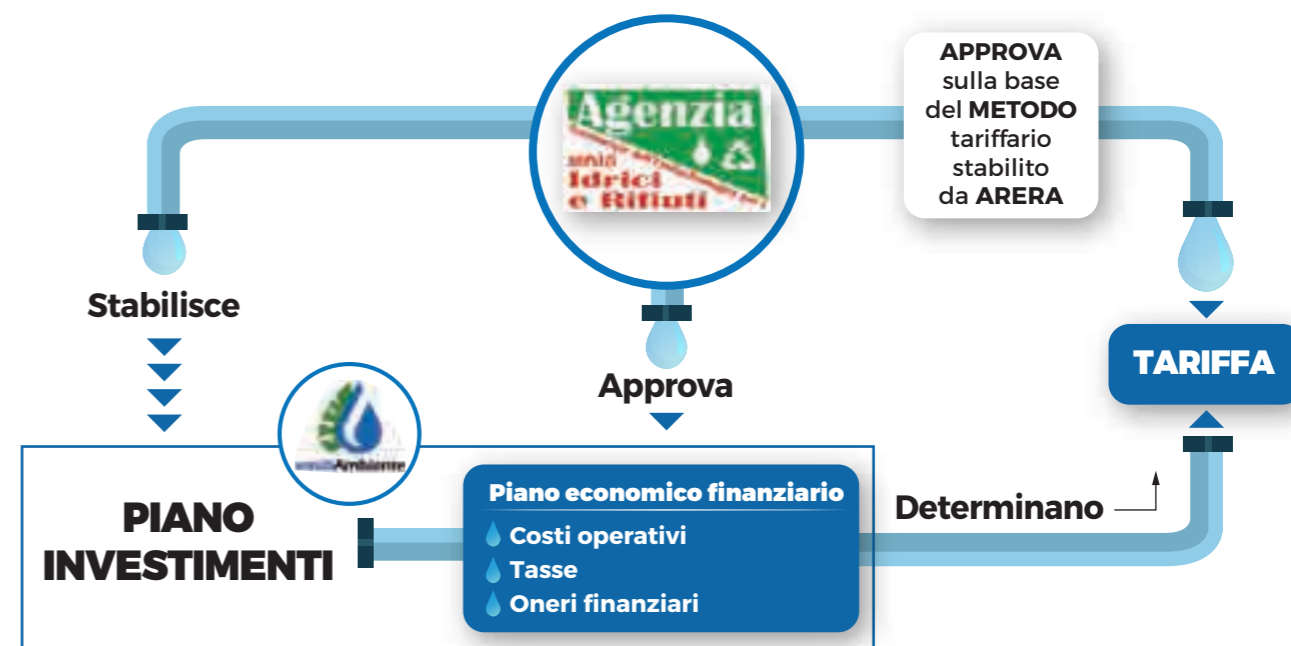 APPROVA
sulla base
del METODO
tariffario
stabilito
da ARERA
Agenzia
Idrici
e Rifiuti
Stabilisce
Approva
TARIFFA
Ambiente
PIANO
INVESTIMENTI
Piano economico finanziario
Costi operativi
Tasse
Oneri finanziari
Determinano